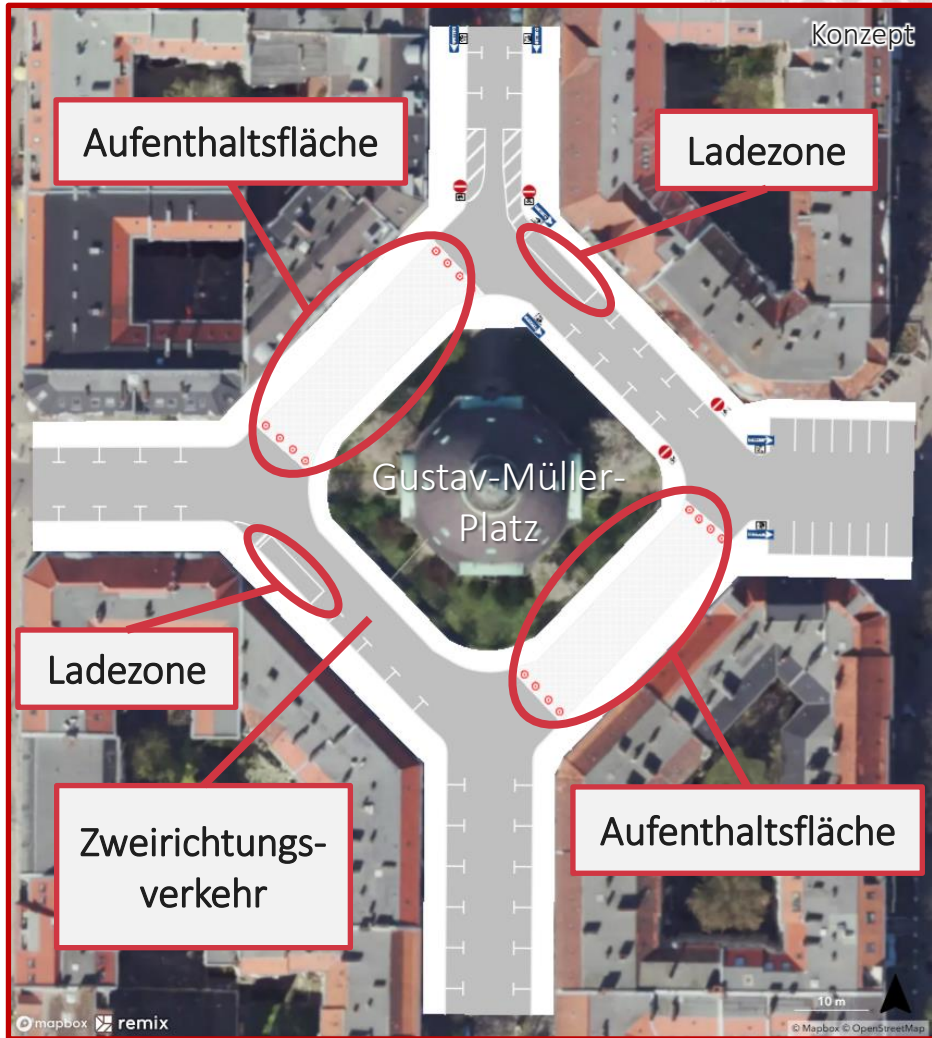 Konzept
Aufenthaltsfläche
Ladezone
Gustav-Müller-
Platz
Ladezone
Zweirichtungs-
verkehr
Aufenthaltsfläche
10 m
mapbox remix
© Mapbox © OpenStreetMap